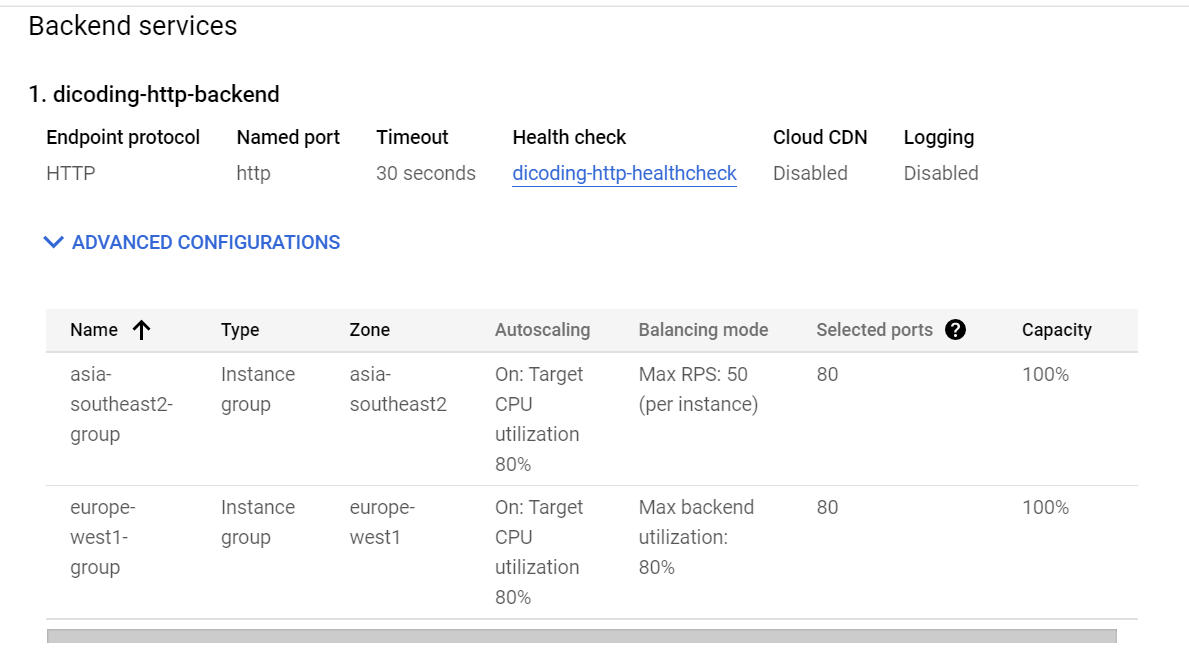 Backend services
1. dicoding-http-backend
Endpoint protocol Named port Timeout Health check Cloud CDN Logging
HTTP http 30 seconds dicoding-http-healthcheck Disabled Disabled
ADVANCED CONFIGURATIONS
Name Type Zone Autoscaling Balancing mode Selected ports ? Capacity
asia- Instance asia- On: Target Max RPS: 50 80 100%
southeast2- group southeast2 CPU (per instance)
group utilization
80%
europe- Instance europe- On: Target Max backend 80 100%
west1- group west1 CPU utilization:
group utilization 80%
80%